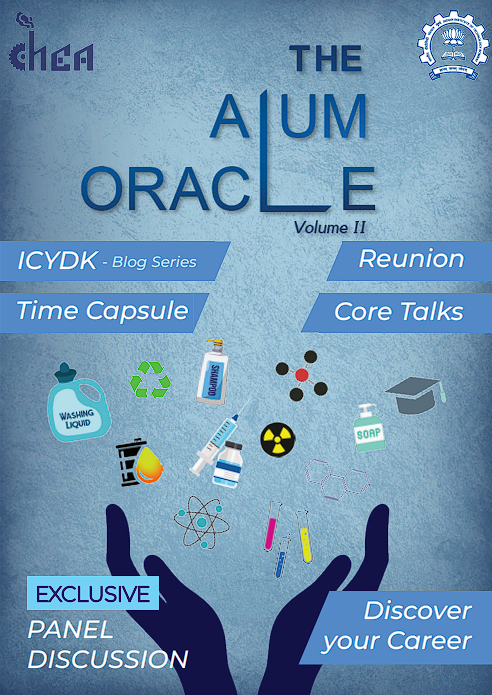 ChEA
THE
ALUM
ORACLE
Volume II
ICYDK - Blog Series
Reunion
Time Capsule
Core Talks
SHAMPOO
WASHING
LIQUID
SOAP
EXCLUSIVE
PANEL
DISCUSSION
Discover
your Career